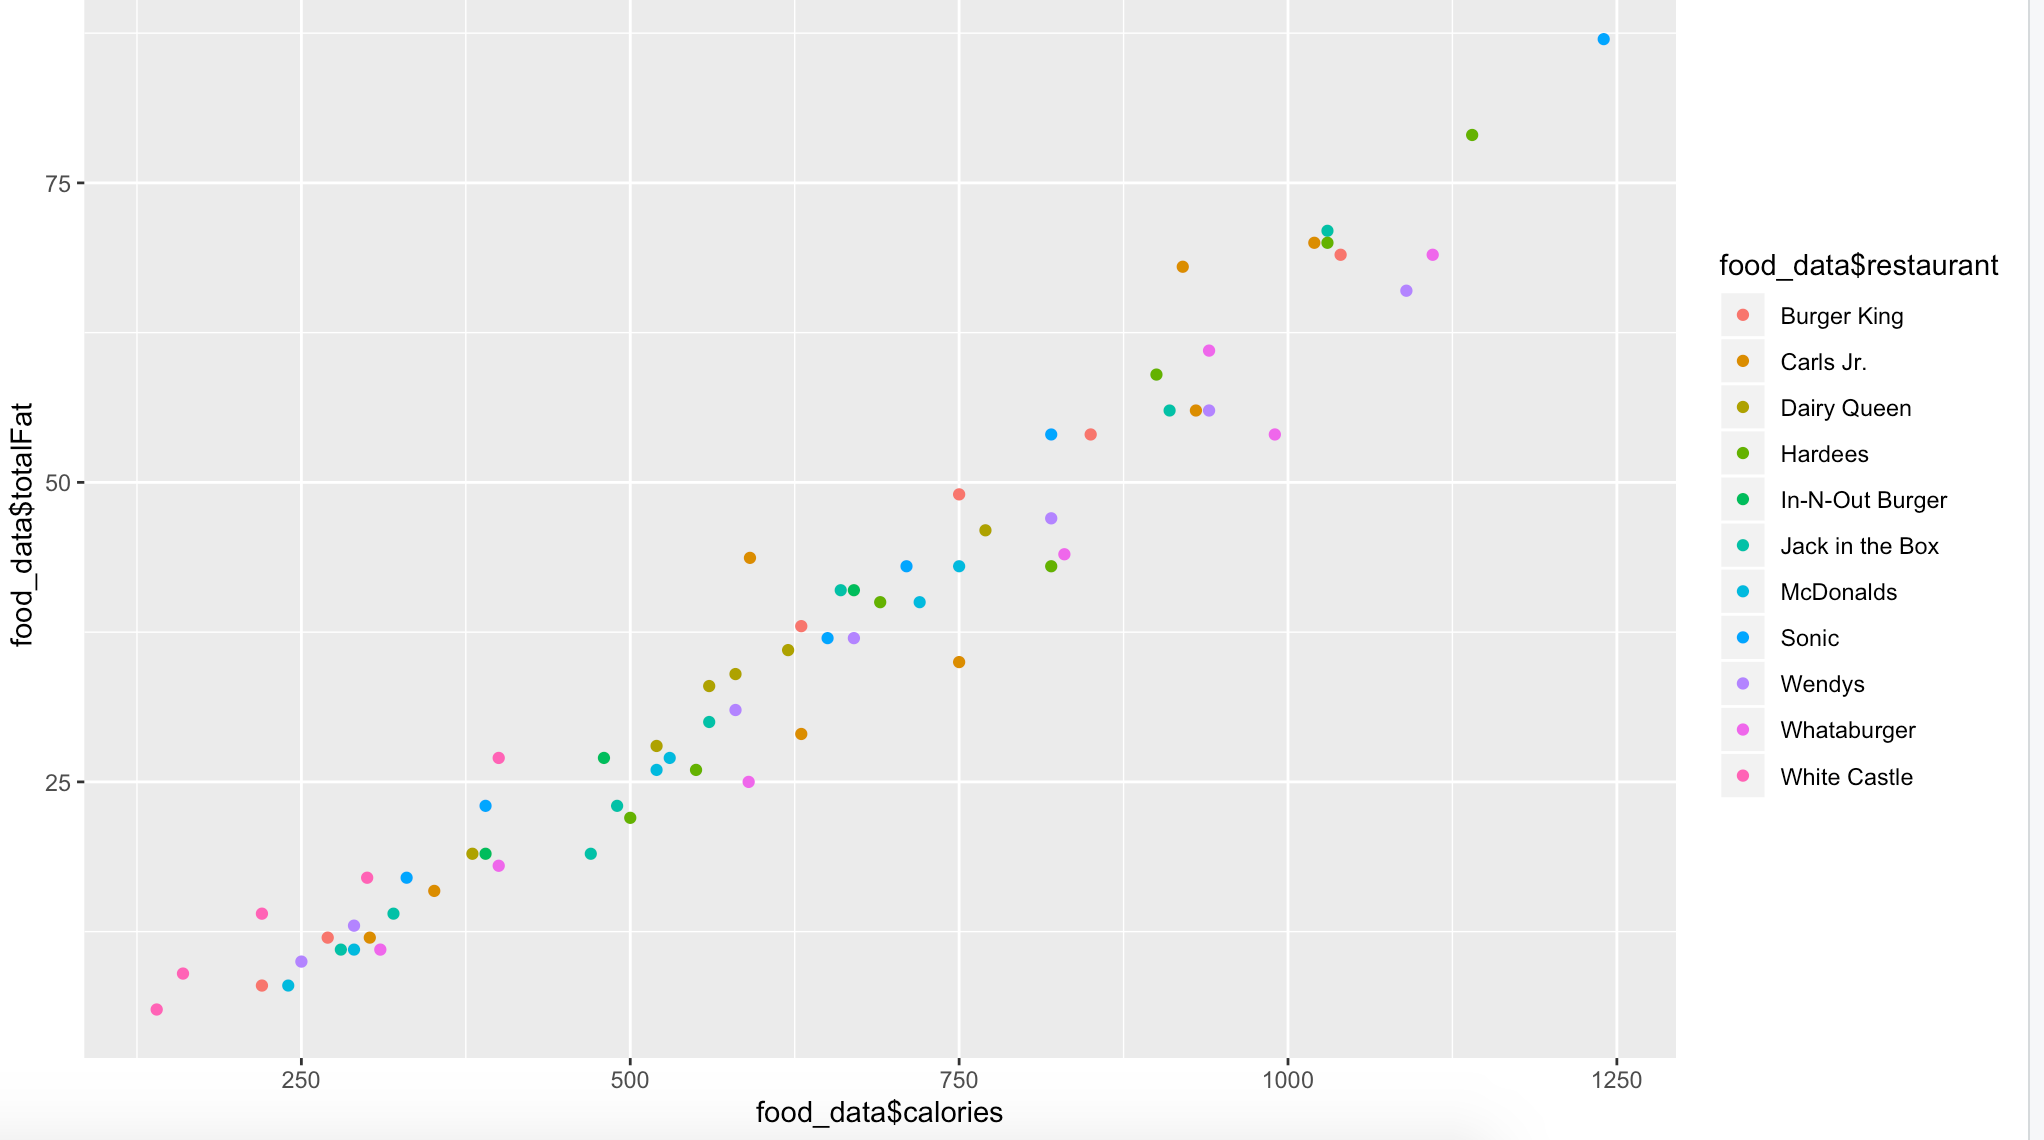 75
50
25
food_data$totalFat
250 500 750 1000 1250
food_data$calories
food_data$restaurant
Burger King
Carls Jr.
Dairy Queen
Hardees
In-N-Out Burger
Jack in the Box
McDonalds
Sonic
Wendys
Whataburger
White Castle